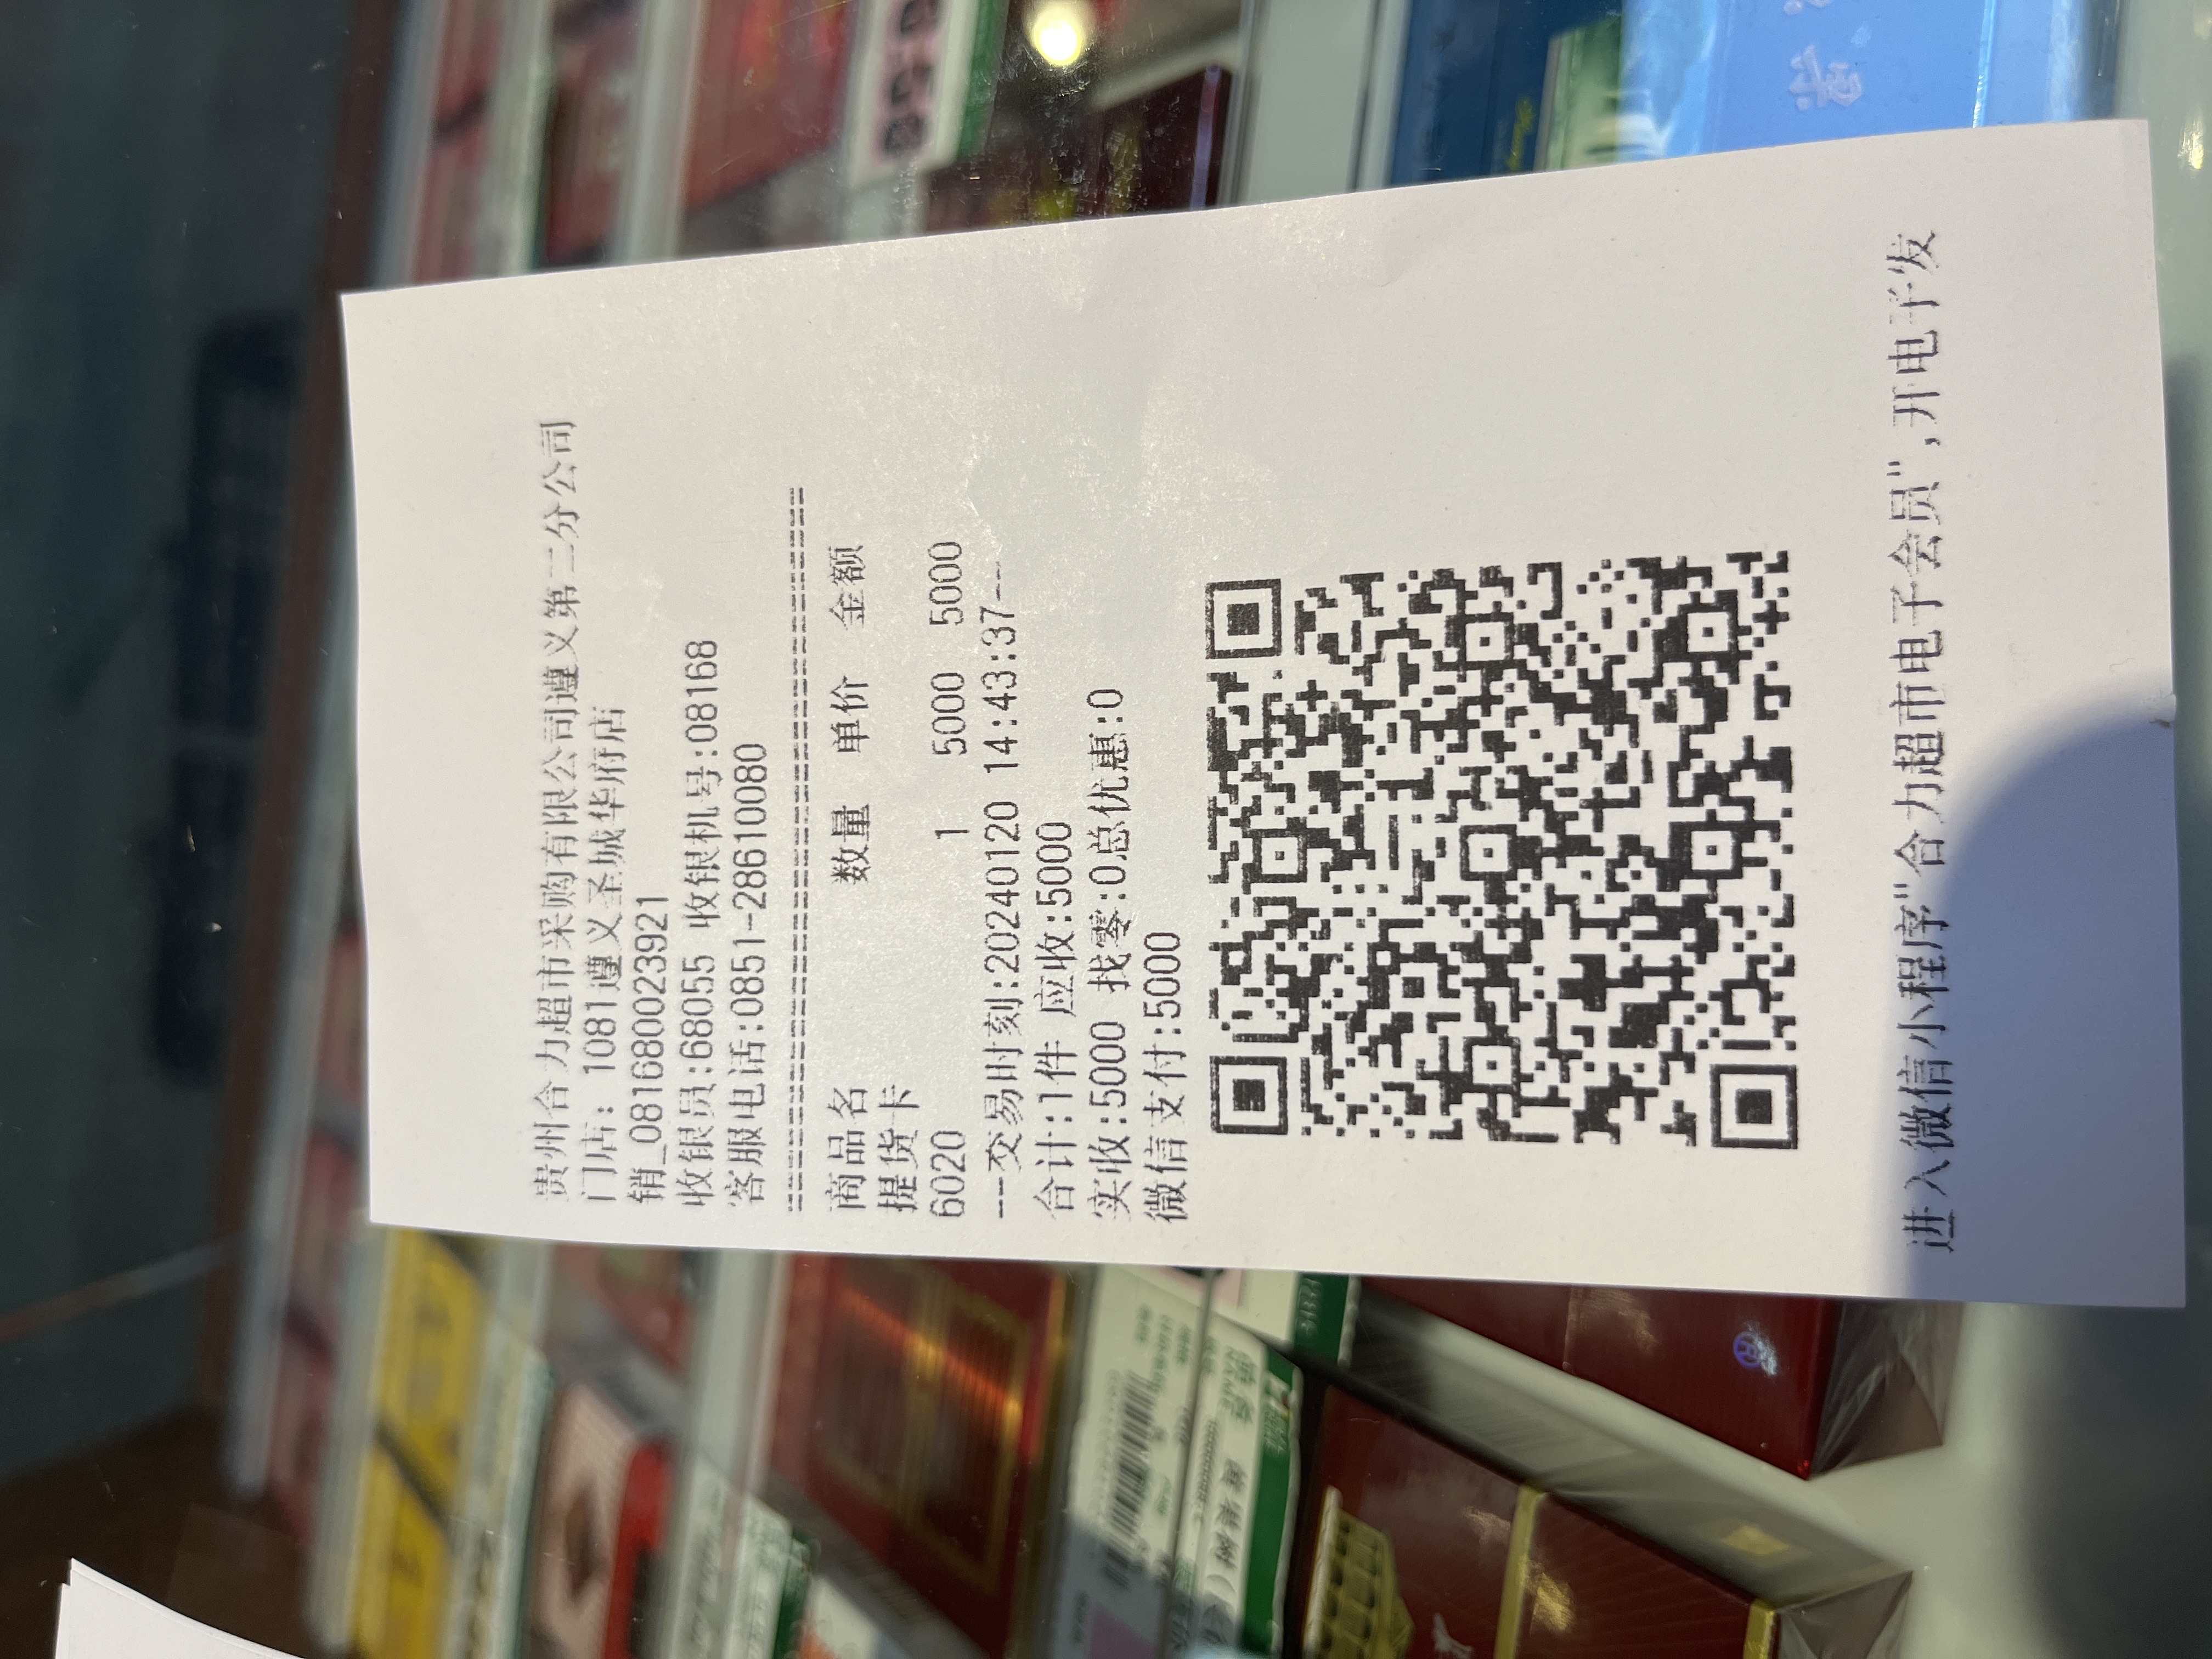 贵州合力超市采购有限公司遵义第二分公司
门店: 1081遵义圣城华府店
销_0816800023921
收银员:68055 收银机号:08168
客服电话:0851-28610080
商品名 数量 单价 金额
提货卡
6020 1 5000 5000
---交易时刻:20240120 14:43:37---
合计:1件 应收:5000
实收:5000 找零:0总优惠:0
微信支付:5000
进入微信小程序"合力超市电子会员",开电子发